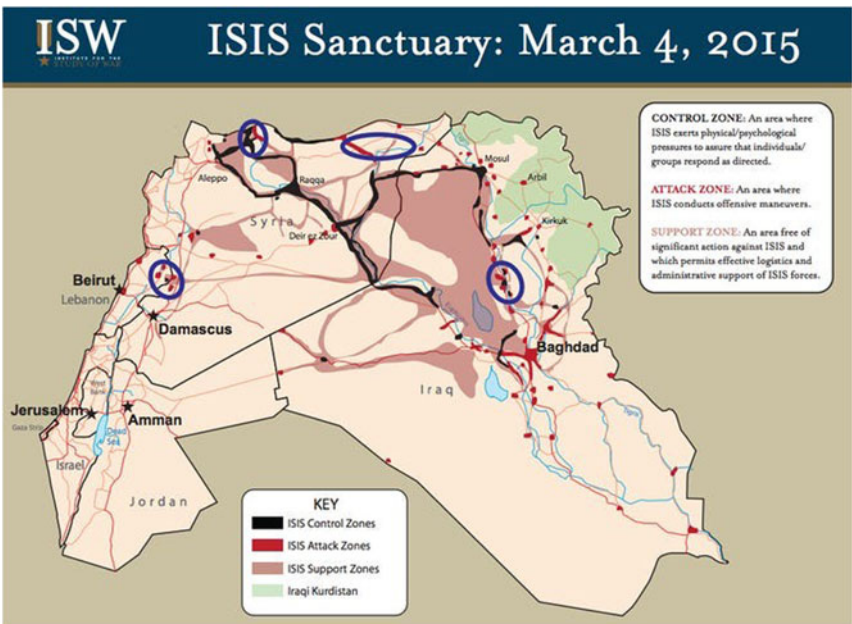 ISW
INSTITUTE FOR THE
STUDY OF WAR
ISIS Sanctuary: March 4, 2015
CONTROL ZONE: An area where
ISIS exerts physical/psychological
pressures to assure that individuals/
groups respond as directed.
ATTACK ZONE: An area where
ISIS conducts offensive maneuvers.
SUPPORT ZONE: An area free of
significant action against ISIS and
which permits effective logistics and
administrative support of ISIS forces.
Mosul
Aleppo
Raqqa
Arbil
Syria
Kirkuk
Deir ez Zour
Beirut
Lebanon
Damascus
Baghdad
Iraq
West
Bank
Jerusalem
Amman
Gaza Strip
Dead
Sea
Israel
Jordan
Tigris
KEY
ISIS Control Zones
ISIS Attack Zones
ISIS Support Zones
Iraqi Kurdistan